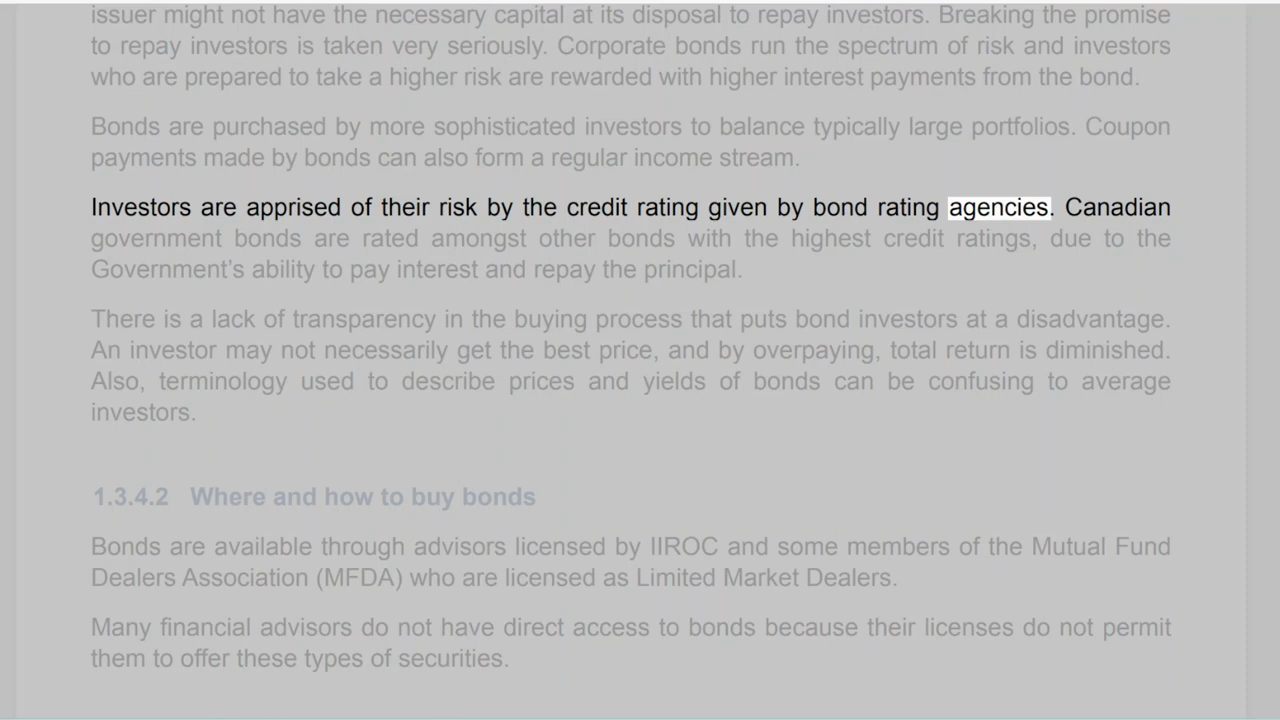 issuer might not have the necessary capital at its disposal to repay investors. Breaking the promise
to repay investors is taken very seriously. Corporate bonds run the spectrum of risk and investors
who are prepared to take a higher risk are rewarded with higher interest payments from the bond.
Bonds are purchased by more sophisticated investors to balance typically large portfolios. Coupon
payments made by bonds can also form a regular income stream.
Investors are apprised of their risk by the credit rating given by bond rating agencies. Canadian
government bonds are rated amongst other bonds with the highest credit ratings, due to the
Government's ability to pay interest and repay the principal.
There is a lack of transparency in the buying process that puts bond investors at a disadvantage.
An investor may not necessarily get the best price, and by overpaying, total return is diminished.
Also, terminology used to describe prices and yields of bonds can be confusing to average
investors.
1.3.4.2 Where and how to buy bonds
Bonds are available through advisors licensed by IIROC and some members of the Mutual Fund
Dealers Association (MFDA) who are licensed as Limited Market Dealers.
Many financial advisors do not have direct access to bonds because their licenses do not permit
them to offer these types of securities.